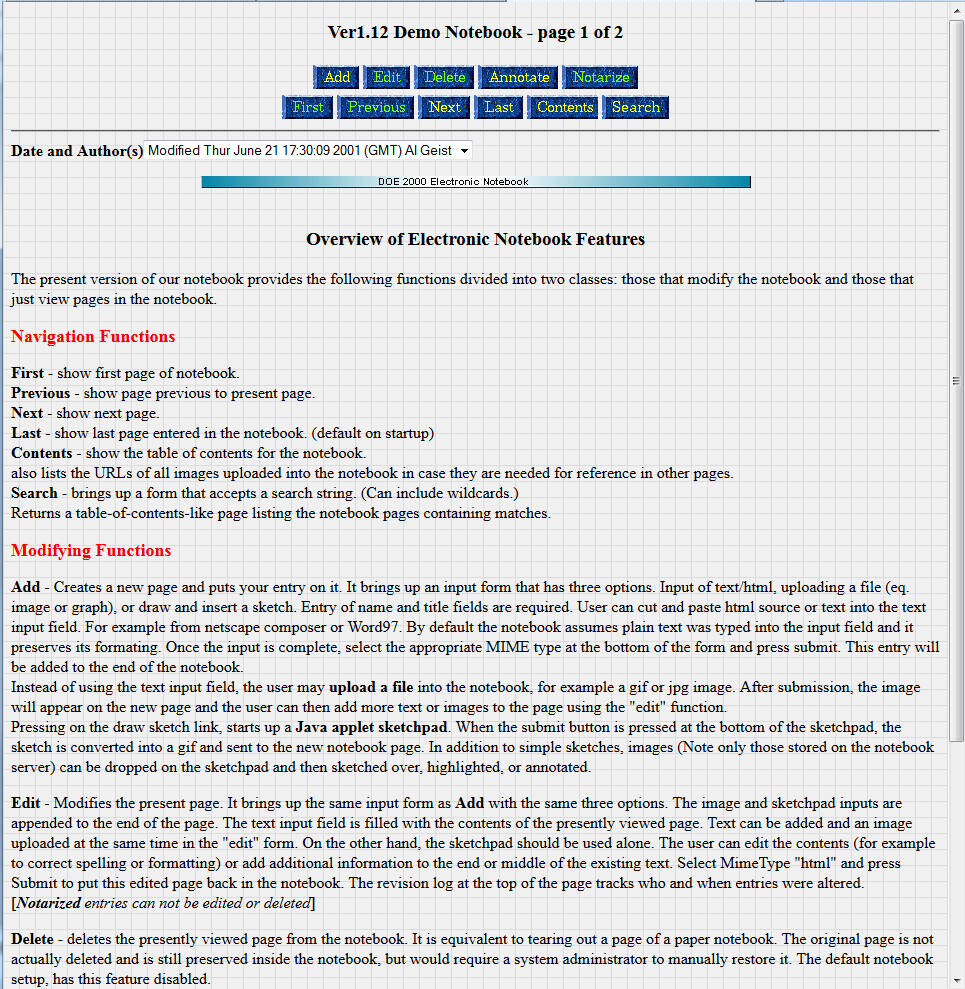 Ver1.12 Demo Notebook - page 1 of 2
Add Edit Delete Annotate Notarize
First Previous Next Last Contents Search
Date and Author(s) Modified Thur June 21 17:30:09 2001 (GMT) Al Geist
DOE 2000 Electronic Notebook
Overview of Electronic Notebook Features
The present version of our notebook provides the following functions divided into two classes: those that modify the notebook and those that
just view pages in the notebook.
Navigation Functions
First - show first page of notebook.
Previous - show page previous to present page.
Next - show next page.
Last - show last page entered in the notebook. (default on startup)
Contents - show the table of contents for the notebook.
also lists the URLs of all images uploaded into the notebook in case they are needed for reference in other pages.
Search - brings up a form that accepts a search string. (Can include wildcards.)
Returns a table-of-contents-like page listing the notebook pages containing matches.
Modifying Functions
Add - Creates a new page and puts your entry on it. It brings up an input form that has three options. Input of text/html, uploading a file (eq.
image or graph), or draw and insert a sketch. Entry of name and title fields are required. User can cut and paste html source or text into the text
input field. For example from netscape composer or Word97. By default the notebook assumes plain text was typed into the input field and it
preserves its formating. Once the input is complete, select the appropriate MIME type at the bottom of the form and press submit. This entry will
be added to the end of the notebook.
Instead of using the text input field, the user may upload a file into the notebook, for example a gif or jpg image. After submission, the image
will appear on the new page and the user can then add more text or images to the page using the "edit" function.
Pressing on the draw sketch link, starts up a Java applet sketchpad. When the submit button is pressed at the bottom of the sketchpad, the
sketch is converted into a gif and sent to the new notebook page. In addition to simple sketches, images (Note only those stored on the notebook
server) can be dropped on the sketchpad and then sketched over, highlighted, or annotated.
Edit - Modifies the present page. It brings up the same input form as Add with the same three options. The image and sketchpad inputs are
appended to the end of the page. The text input field is filled with the contents of the presently viewed page. Text can be added and an image
uploaded at the same time in the "edit" form. On the other hand, the sketchpad should be used alone. The user can edit the contents (for example
to correct spelling or formatting) or add additional information to the end or middle of the existing text. Select MimeType "html" and press
Submit to put this edited page back in the notebook. The revision log at the top of the page tracks who and when entries were altered.
[Notarized entries can not be edited or deleted]
Delete - deletes the presently viewed page from the notebook. It is equivalent to tearing out a page of a paper notebook. The original page is not
actually deleted and is still preserved inside the notebook, but would require a system administrator to manually restore it. The default notebook
setup, has this feature disabled.